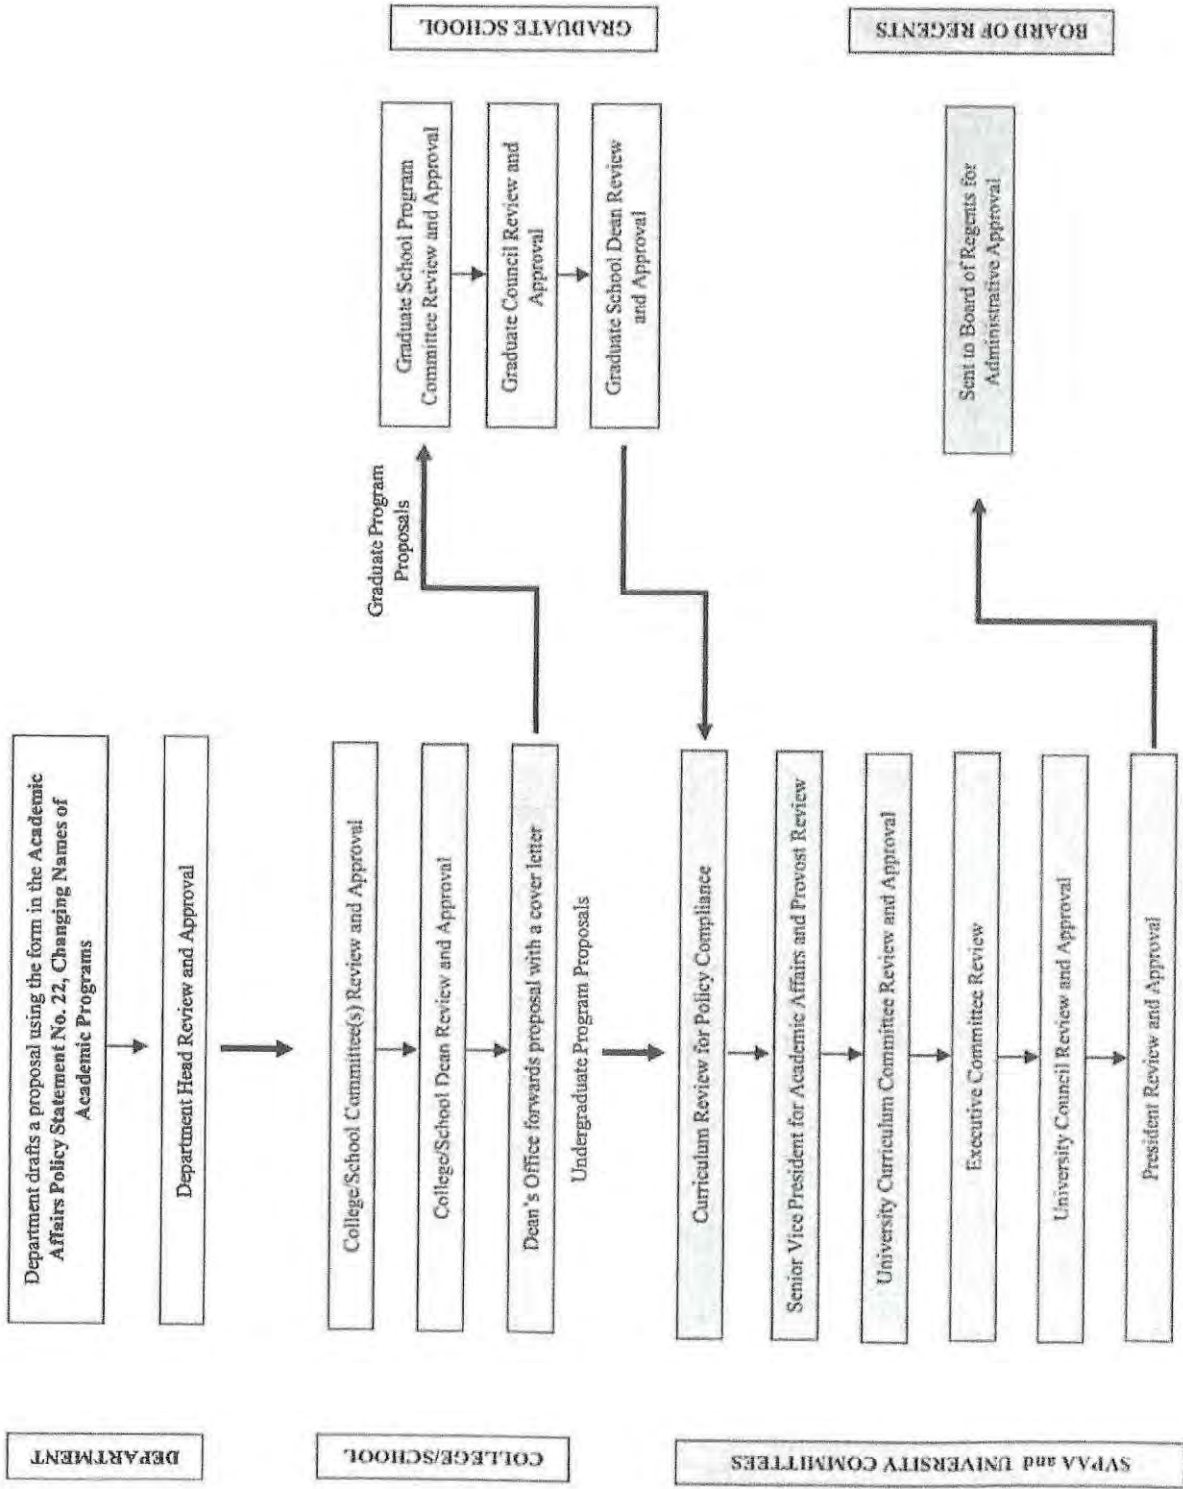 DEPARTMENT
Department drafts a proposal using the form in the Academic
Affairs Policy Statement No. 22, Changing Names of
Academic Programs
Department Head Review and Approval
COLLEGE/SCHOOL
College/School Committee(s) Review and Approval
College/School Dean Review and Approval
Dean's Office forwards proposal with a cover letter
Graduate Program
Proposals
GRADUATE SCHOOL
Graduate School Program
Committee Review and Approval
Graduate Council Review and
Approval
Graduate School Dean Review
and Approval
Undergraduate Program Proposals
SVPAA and UNIVERSITY COMMITTEES
Curriculum Review for Policy Compliance
Senior Vice President for Academic Affairs and Provost Review
University Curriculum Committee Review and Approval
Executive Committee Review
University Council Review and Approval
President Review and Approval
BOARD OF REGENTS
Sent to Board of Regents for
Administrative Approval